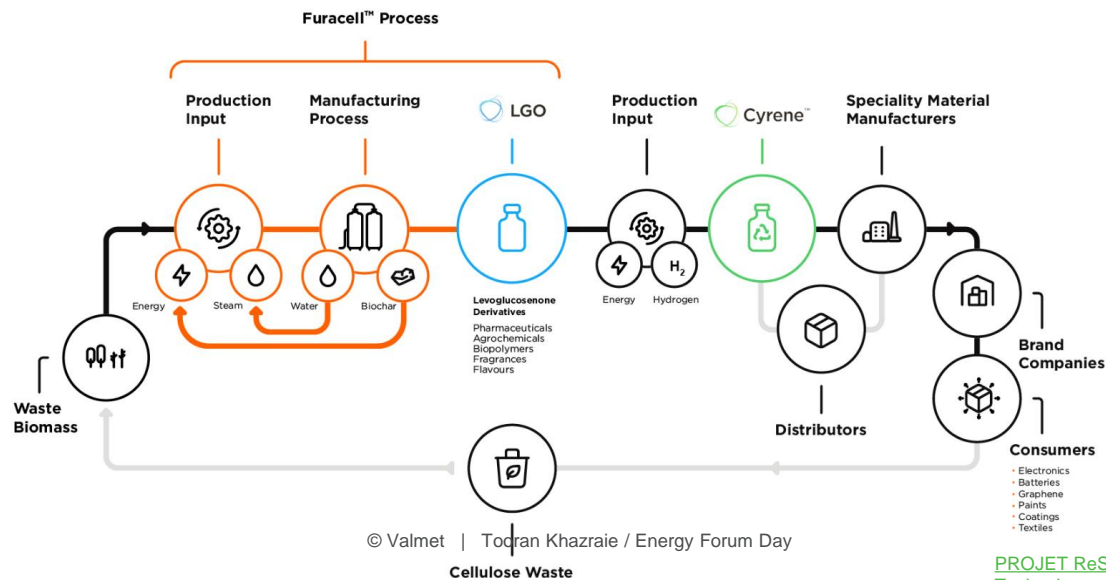 Furacell™ Process
Production
Input
Manufacturing
Process
LGO
Production
Input
Cyrene™
Speciality Material
Manufacturers
Energy
Steam
Water
Biochar
Levoglucosenone
Derivatives
Pharmaceuticals
Agrochemicals
Biopolymers
Fragrances
Flavours
H2
Energy
Hydrogen
Waste
Biomass
Distributors
Brand
Companies
Consumers
• Electronics
• Batteries
• Graphene
• Paints
• Coatings
• Textiles
© Valmet | Tooran Khazraie / Energy Forum Day
Cellulose Waste
PROJET ReS